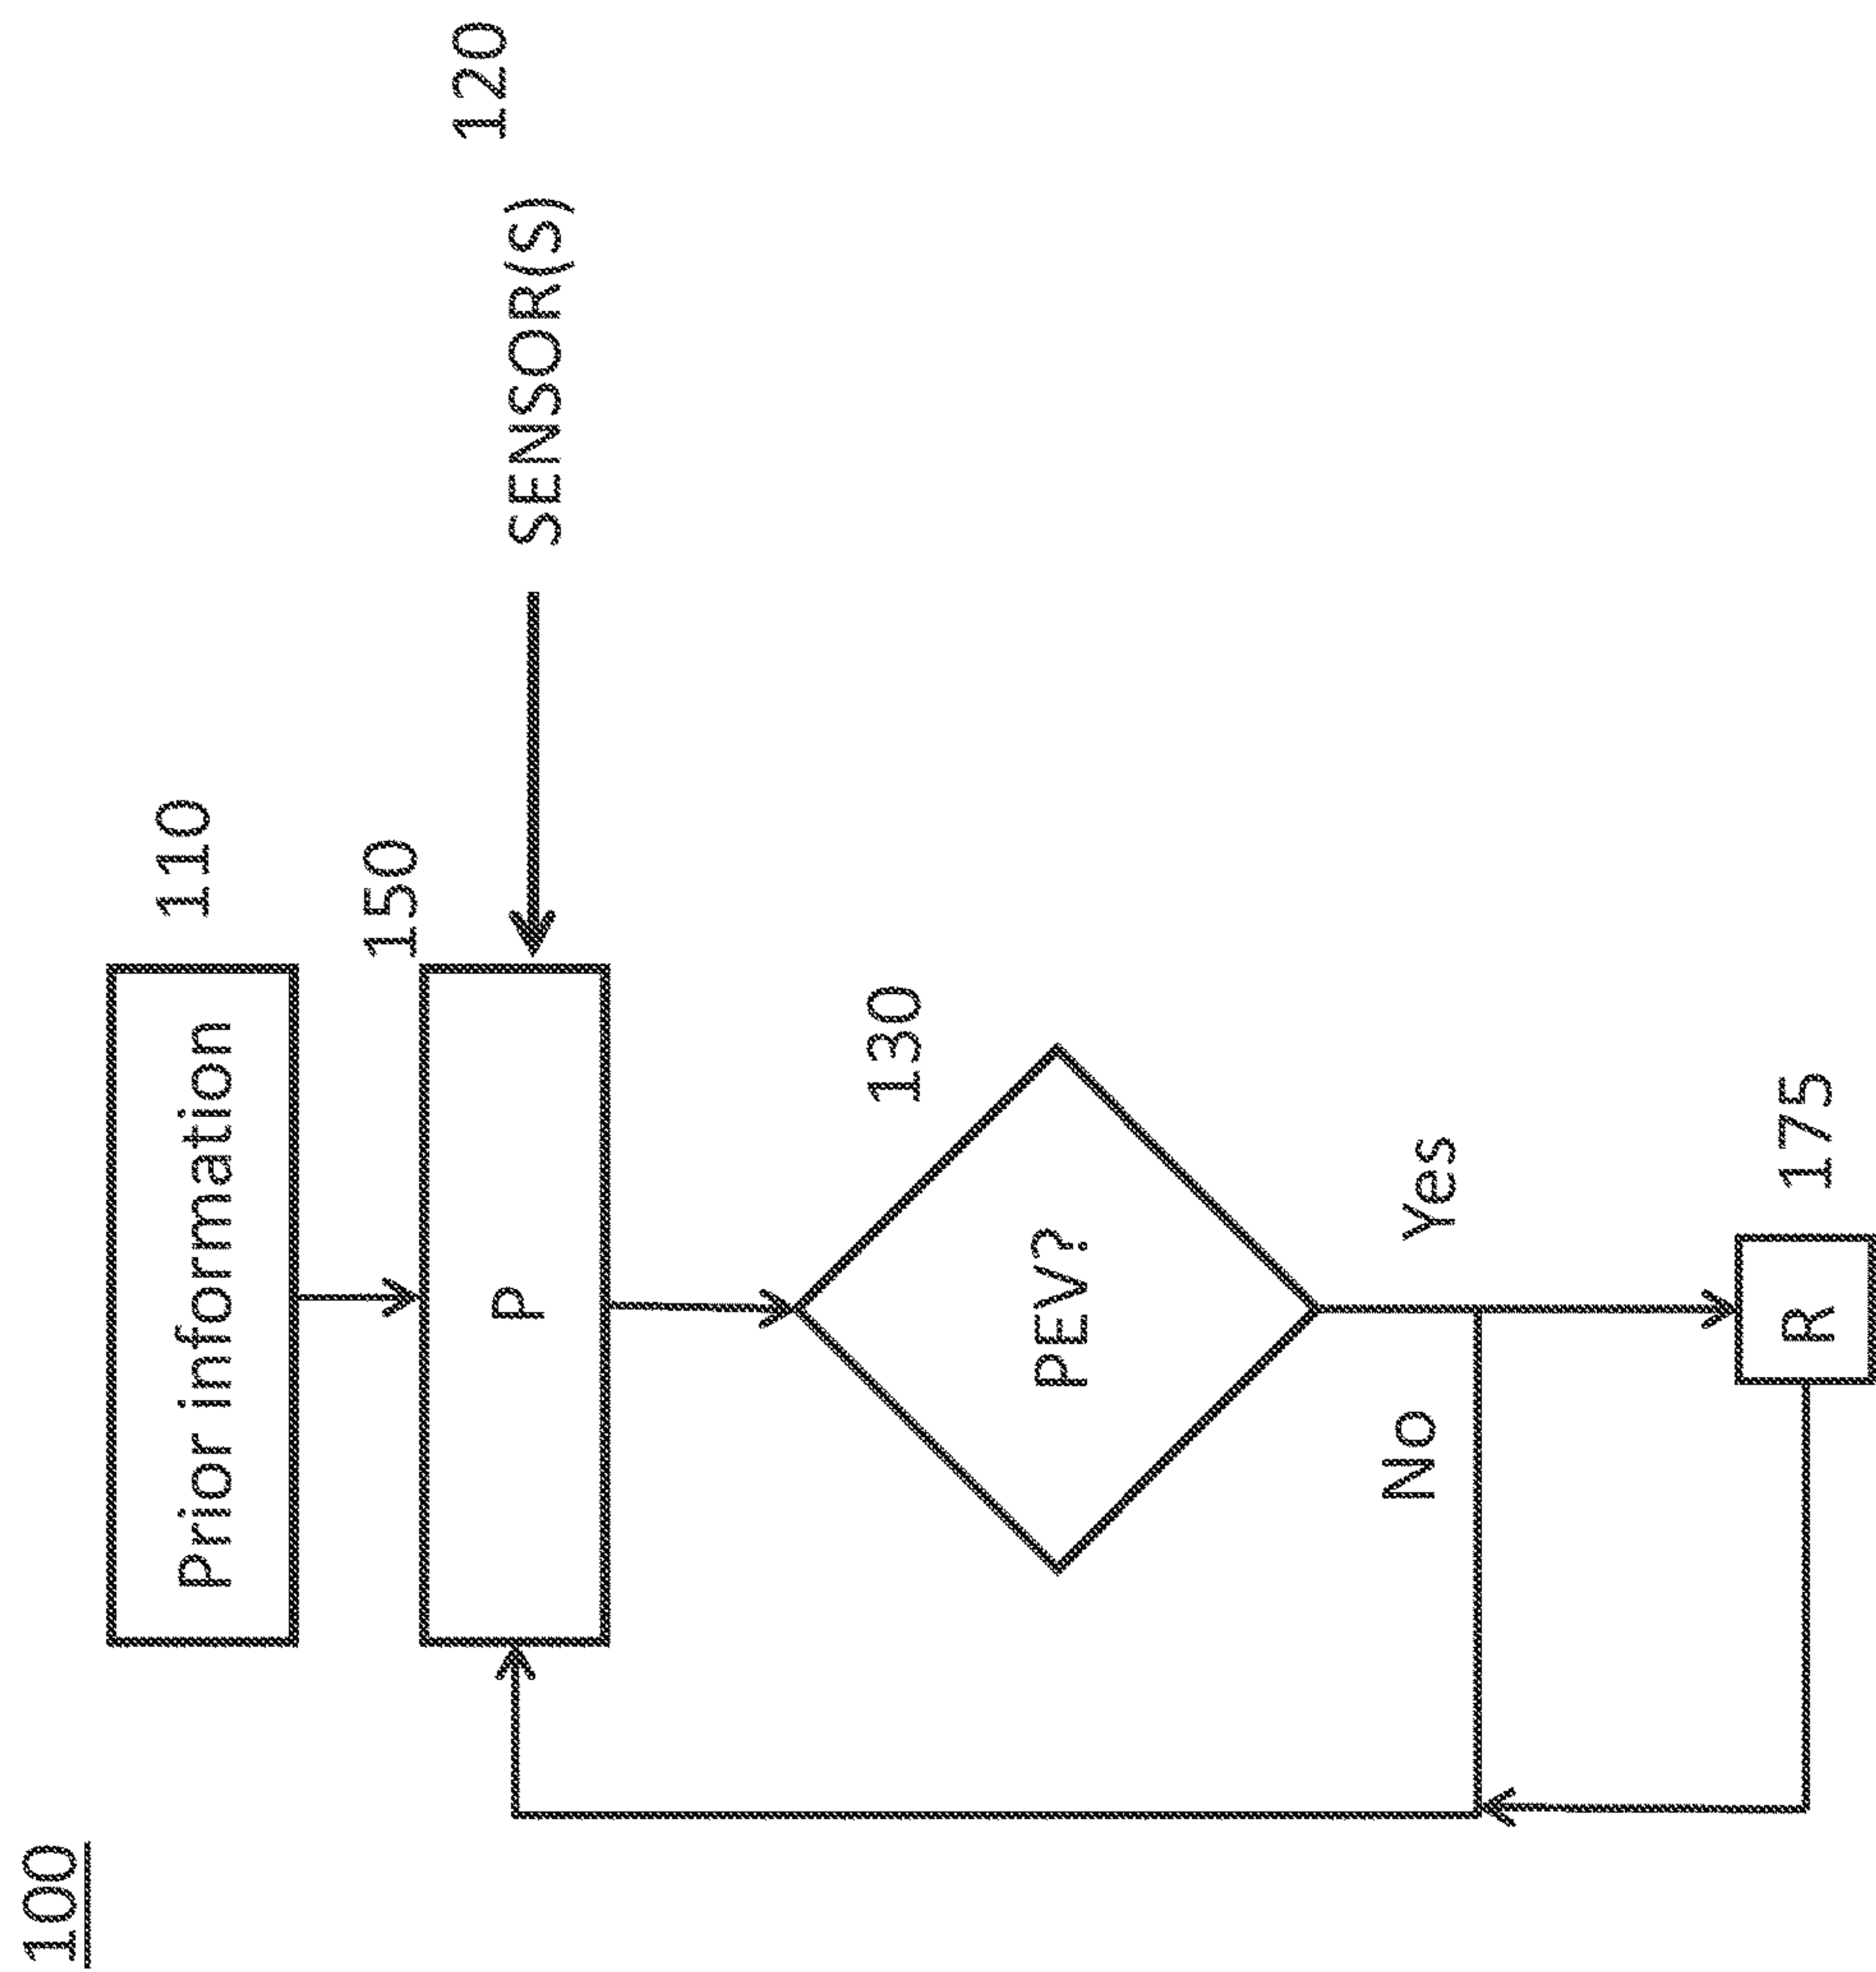 100
Prior information
110
150
P
SENSOR(S)
120
130
PEV?
No
Yes
R
175